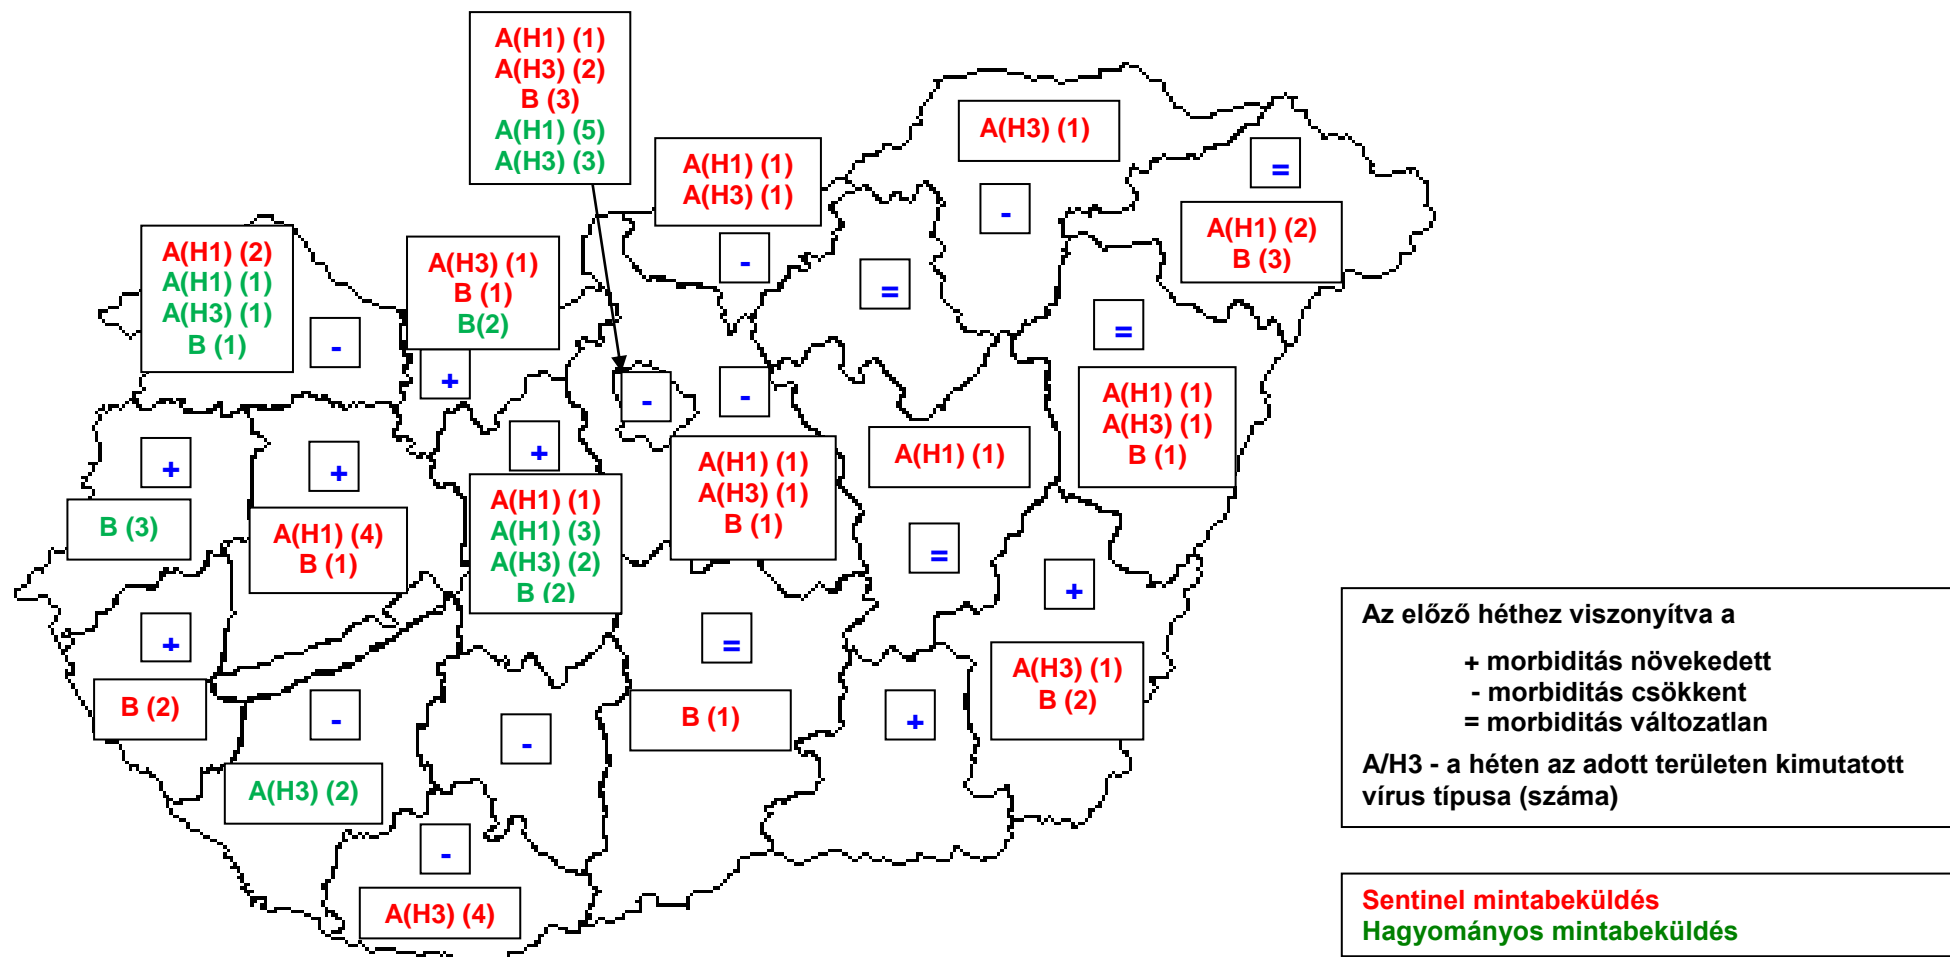 A(H1) (1)
A(H3) (2)
B (3)
A(H1) (5)
A(H3) (3)
A(H1) (1)
A(H3) (1)
-
A(H3) (1)
-
=
A(H1) (2)
B (3)
A(H1) (2)
A(H1) (1)
A(H3) (1)
B (1)
-
A(H3) (1)
B (1)
B(2)
+
=
=
-
-
A(H1) (1)
A(H3) (1)
B (1)
+
B (3)
+
A(H1) (4)
B (1)
+
A(H1) (1)
A(H1) (3)
A(H3) (2)
B (2)
A(H1) (1)
A(H3) (1)
B (1)
A(H1) (1)
=
+
A(H3) (1)
B (2)
+
B (2)
-
A(H3) (2)
-
=
B (1)
+
-
A(H3) (4)
Az előző héthez viszonyítva a
+ morbiditás növekedett
- morbiditás csökkent
= morbiditás változatlan
A/H3 - a héten az adott területen kimutatott
vírus típusa (száma)
Sentinel mintabeküldés
Hagyományos mintabeküldés